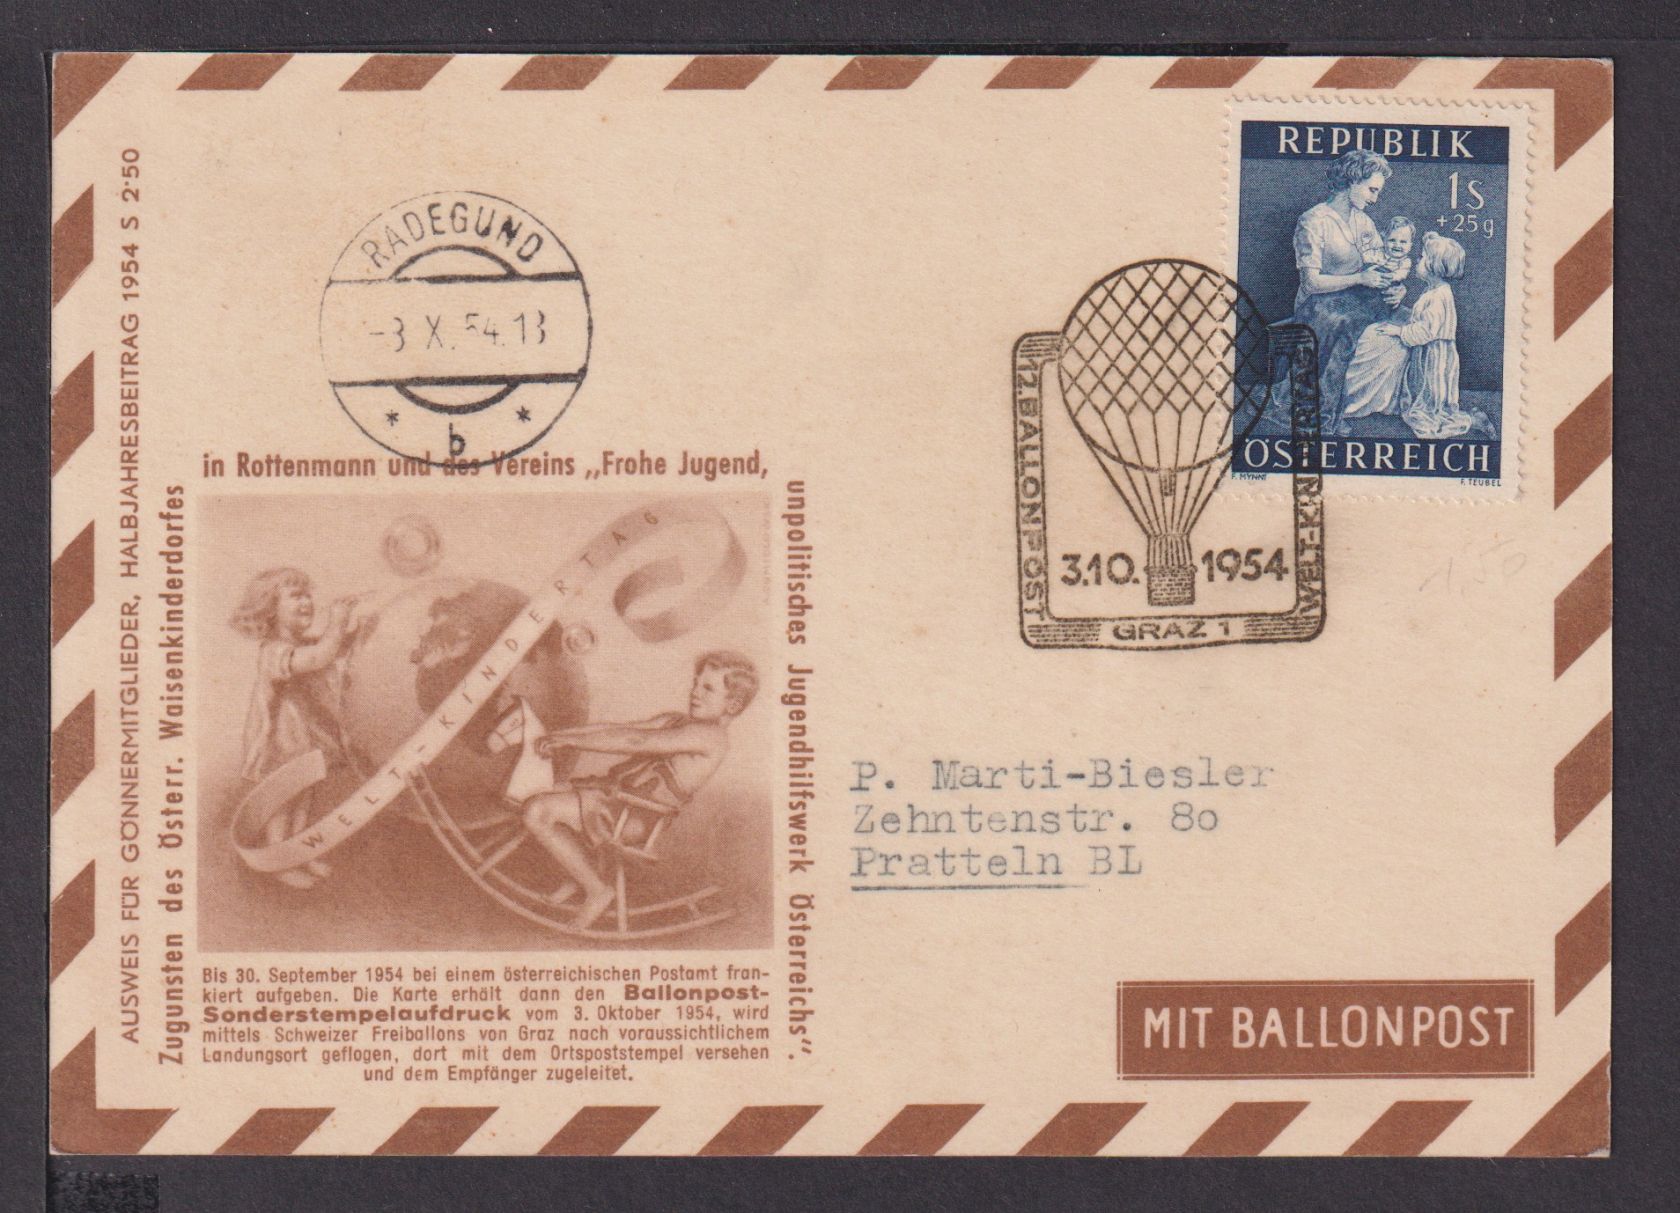 AUSWEIS FÜR GÖNNERMITGLIEDER, HALBJAHRESBEITRAG 1954 S 2·50
Zugunsten des Österr. Waisenkinderdorfes
in Rottenmann und des Vereins „Frohe Jugend,
unpolitisches Jugendhilfswerk Österreichs".
WELT-KINDERTAG
Bis 30. September 1954 bei einem österreichischen Postamt fran-
kiert aufgeben. Die Karte erhält dann den Ballonpost-
Sonderstempelaufdruck vom 3. Oktober 1954, wird
mittels Schweizer Freiballons von Graz nach voraussichtlichem
Landungsort geflogen, dort mit dem Ortspoststempel versehen
und dem Empfänger zugeleitet.
RADEGUND
-3 X. 54. 18
* b *
REPUBLIK
1S
+25g
ÖSTERREICH
F. TEUBEL
12. BALLONPOST
WELT-KINDERTAG
3.10. 1954
GRAZ 1
1,50
P. Marti-Biesler
Zehntenstr. 80
Pratteln BL
MIT BALLONPOST